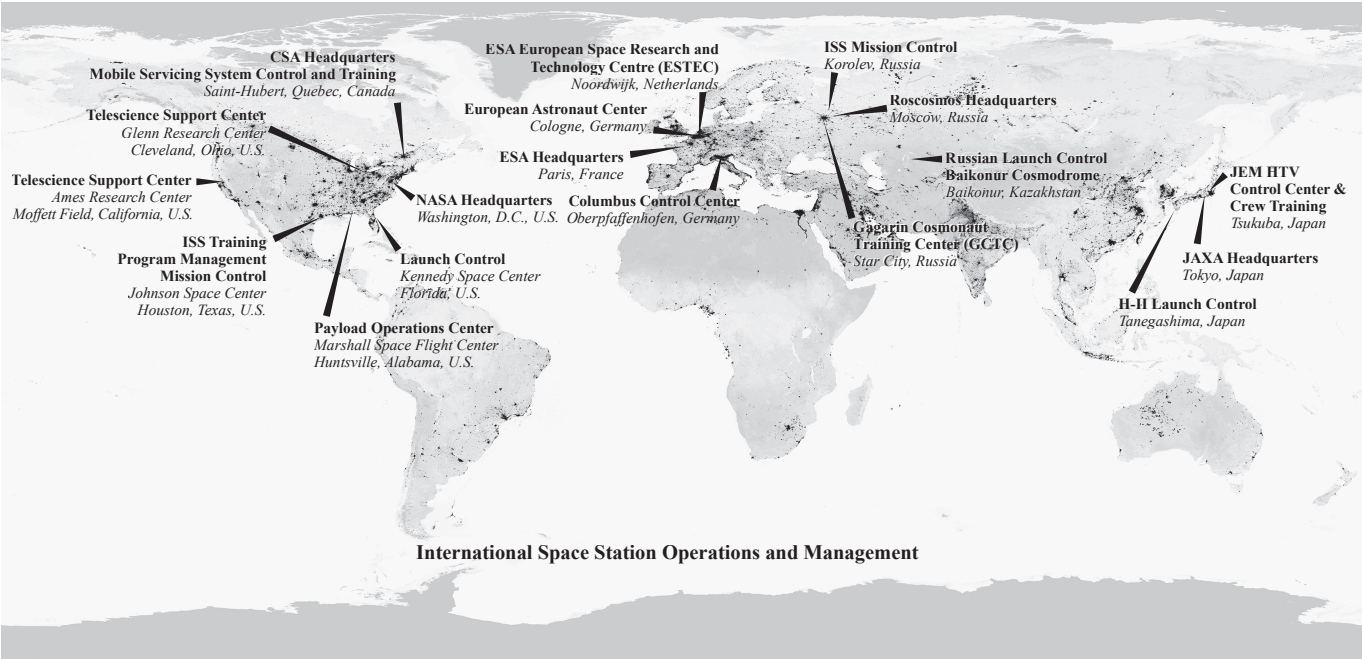 CSA Headquarters
Mobile Servicing System Control and Training
Saint-Hubert, Quebec, Canada
Telescience Support Center
Glenn Research Center
Cleveland, Ohio, U.S.
Telescience Support Center
Ames Research Center
Moffett Field, California, U.S.
ISS Training
Program Management
Mission Control
Johnson Space Center
Houston, Texas, U.S.
Payload Operations Center
Marshall Space Flight Center
Huntsville, Alabama, U.S.
Launch Control
Kennedy Space Center
Florida, U.S.
NASA Headquarters
Washington, D.C., U.S.
ESA European Space Research and
Technology Centre (ESTEC)
Noordwijk, Netherlands
European Astronaut Center
Cologne, Germany
ESA Headquarters
Paris, France
Columbus Control Center
Oberpfaffenhofen, Germany
ISS Mission Control
Korolev, Russia
Roscosmos Headquarters
Moscow, Russia
Russian Launch Control
Baikonur Cosmodrome
Baikonur, Kazakhstan
Gagarin Cosmonaut
Training Center (GCTC)
Star City, Russia
JEM HTV
Control Center &
Crew Training
Tsukuba, Japan
JAXA Headquarters
Tokyo, Japan
H-II Launch Control
Tanegashima, Japan
International Space Station Operations and Management